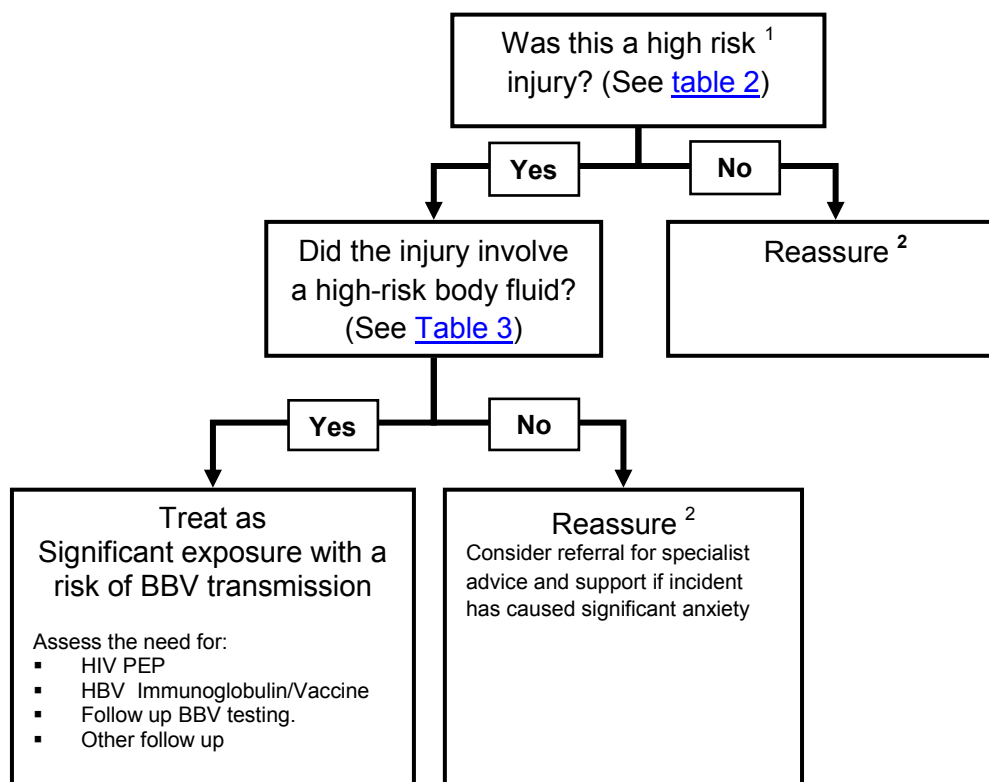 Was this a high risk ¹
injury? (See table 2)
Yes
No
Did the injury involve
a high-risk body fluid?
(See Table 3)
Reassure ²
Yes
No
Treat as
Significant exposure with a
risk of BBV transmission
Assess the need for:
▪ HIV PEP
▪ HBV Immunoglobulin/Vaccine
▪ Follow up BBV testing.
▪ Other follow up
Reassure ²
Consider referral for specialist
advice and support if incident
has caused significant anxiety